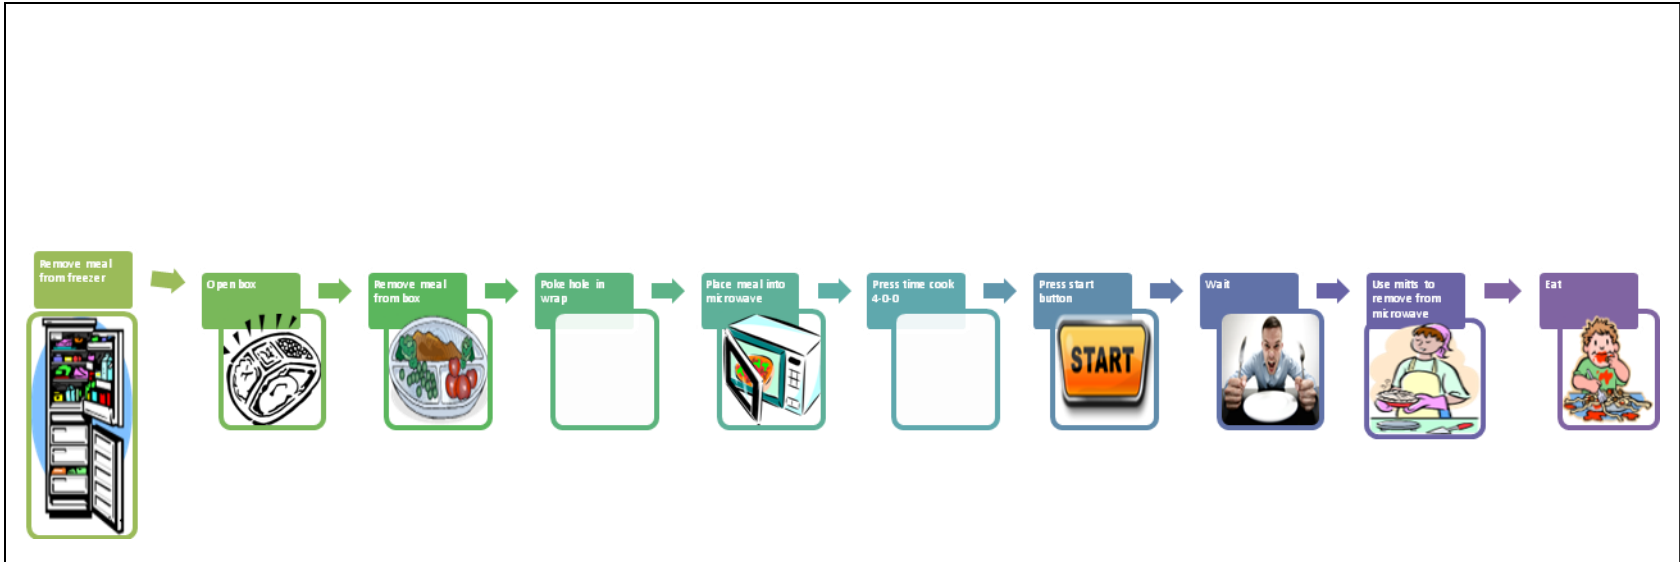 Remove meal
from freezer
Open box
Remove meal
from box
Poke hole in
wrap
Place meal into
microwave
Press time cook
4-0-0
Press start
button
START
Wait
Use mitts to
remove from
microwave
Eat